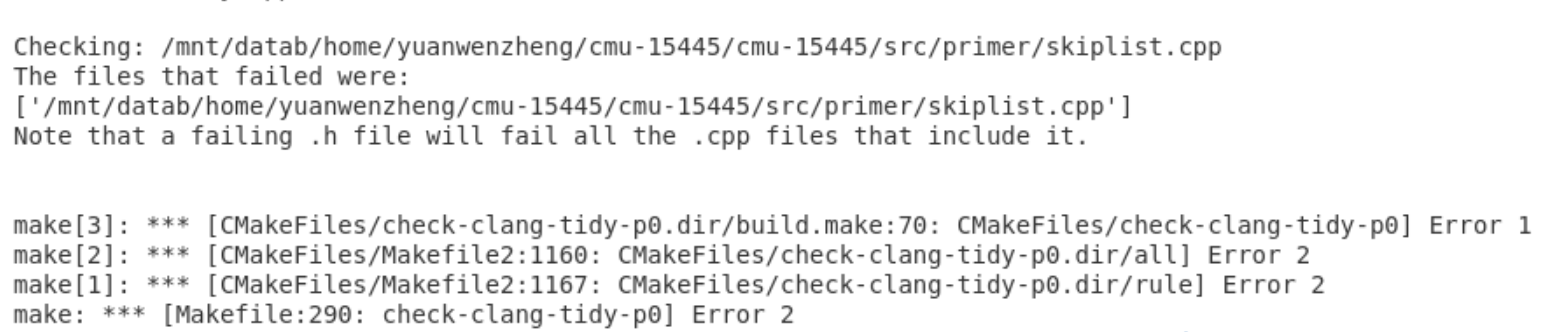 Checking: /mnt/datab/home/yuanwenzheng/cmu-15445/cmu-15445/src/primer/skiplist.cpp
The files that failed were:
['/mnt/datab/home/yuanwenzheng/cmu-15445/cmu-15445/src/primer/skiplist.cpp']
Note that a failing .h file will fail all the .cpp files that include it.
make[3]: *** [CMakeFiles/check-clang-tidy-p0.dir/build.make:70: CMakeFiles/check-clang-tidy-p0] Error 1
make[2]: *** [CMakeFiles/Makefile2:1160: CMakeFiles/check-clang-tidy-p0.dir/all] Error 2
make[1]: *** [CMakeFiles/Makefile2:1167: CMakeFiles/check-clang-tidy-p0.dir/rule] Error 2
make: *** [Makefile:290: check-clang-tidy-p0] Error 2